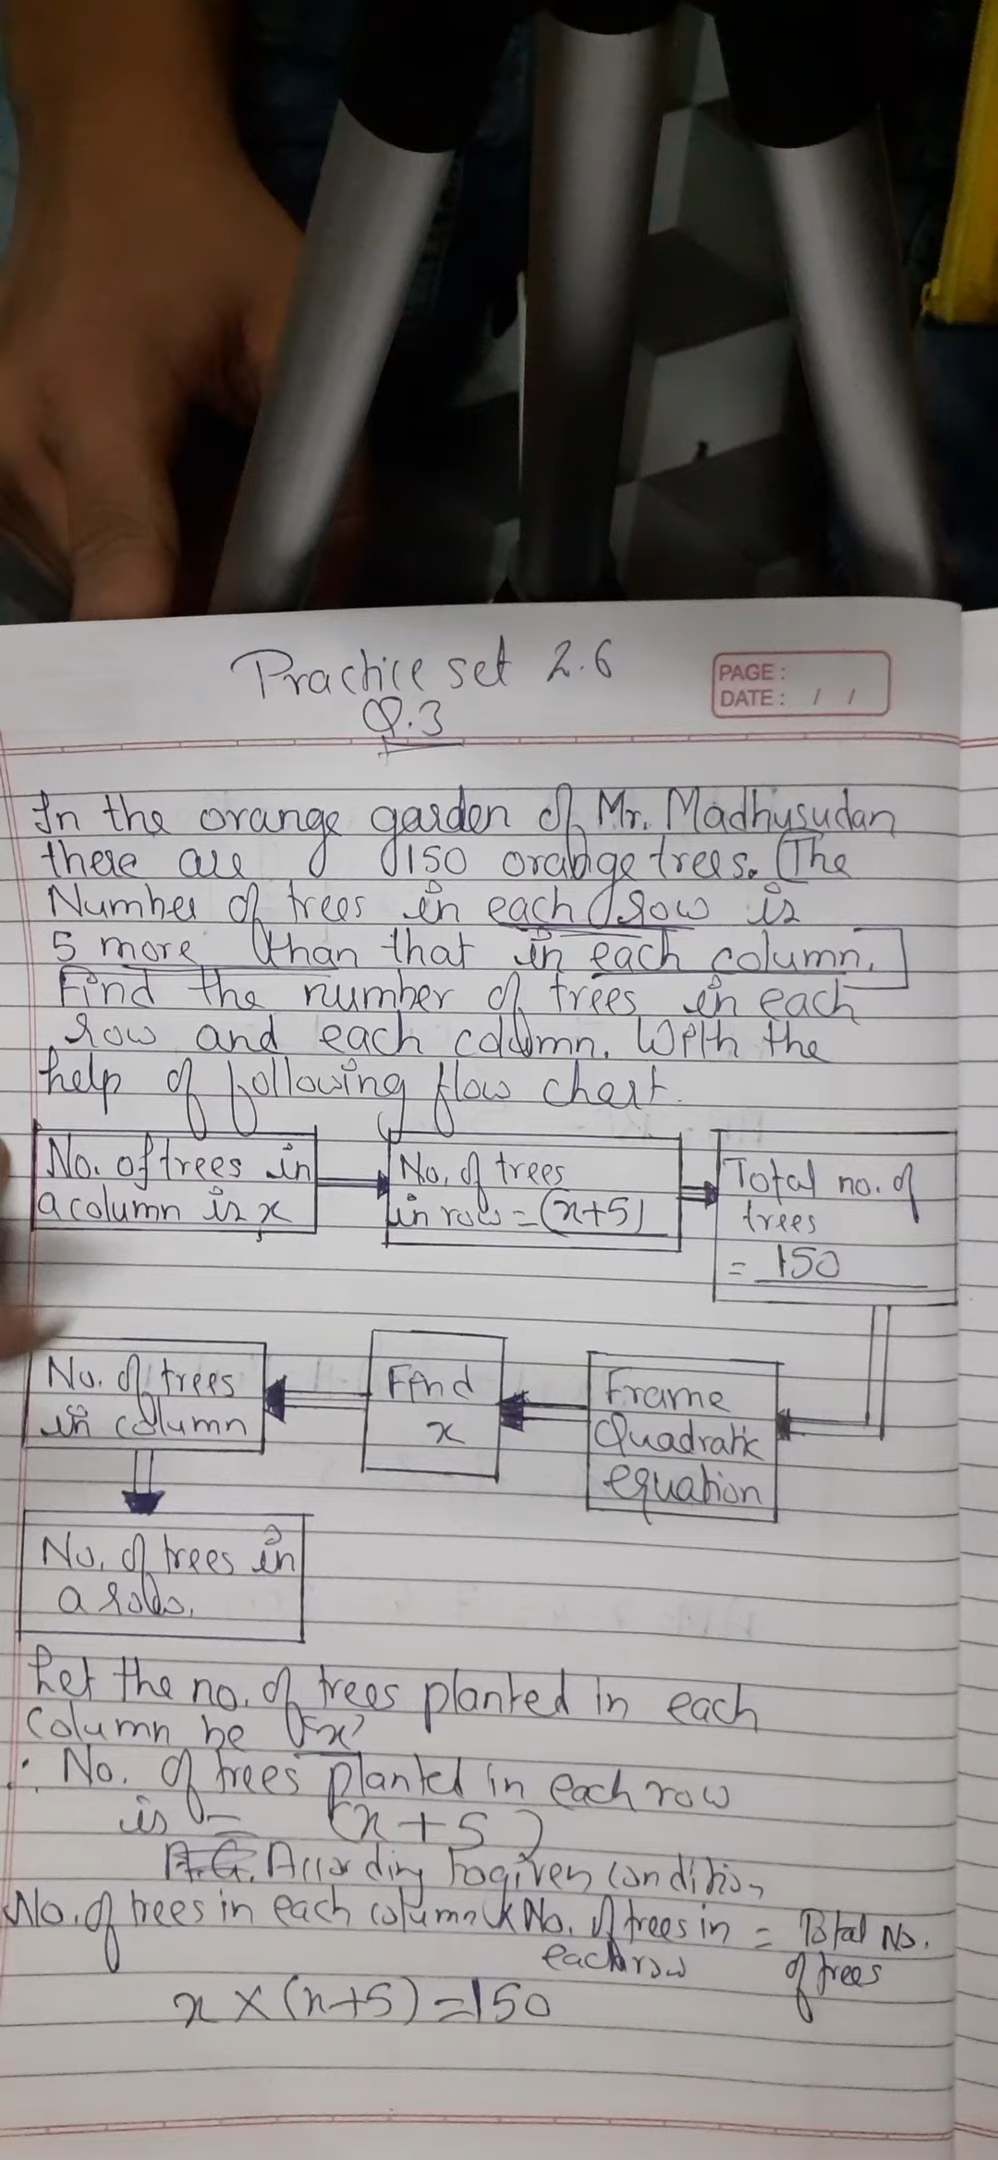 Practice set 2.6
Q.3
PAGE :
DATE : / /
In the orange garden of Mr. Madhusudan
there are 150 orange trees. The
Number of trees in each row is
5 more than that in each column.
Find the number of trees in each
row and each column. With the
help of following flow chart.
No. of trees in
a column is x
No. of trees
in row = (x+5)
Total no. of
trees
= 150
No. of trees
in column
Find
x
Frame
Quadratic
equation
No. of trees in
a row.
Let the no. of trees planted in each
column be 'x'
∴ No. of trees planted in each row
is = (x+5)
According to given condition
No. of trees in each column x No. of trees in = Total No.
each row of trees
x × (x+5) = 150